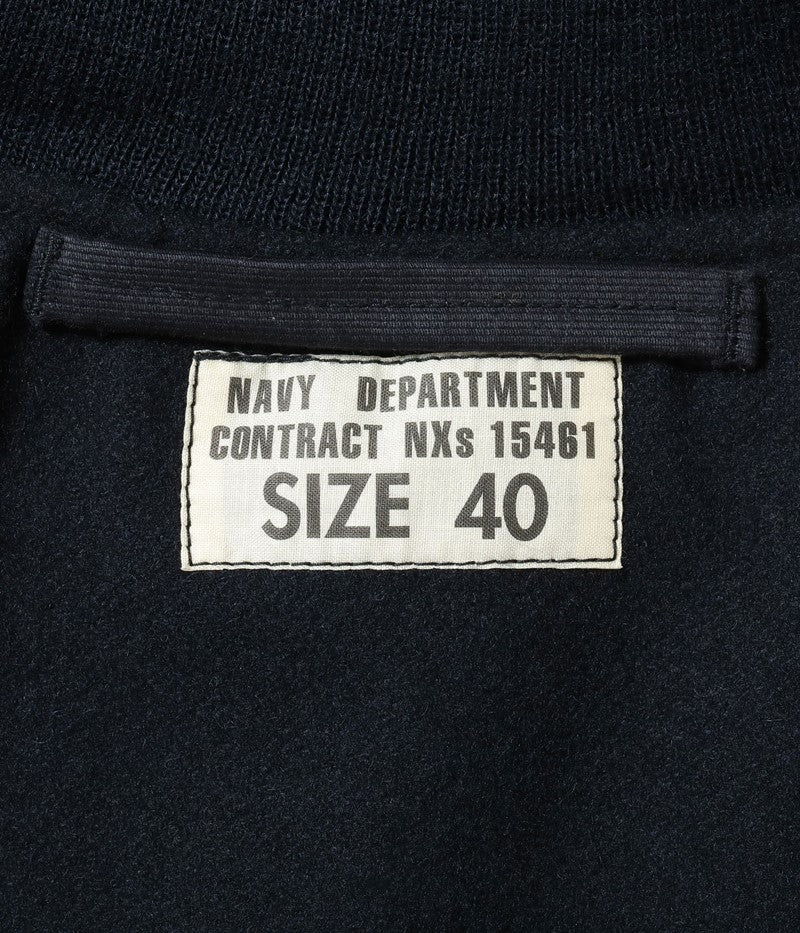 NAVY DEPARTMENT
CONTRACT NXs 15461
SIZE 40